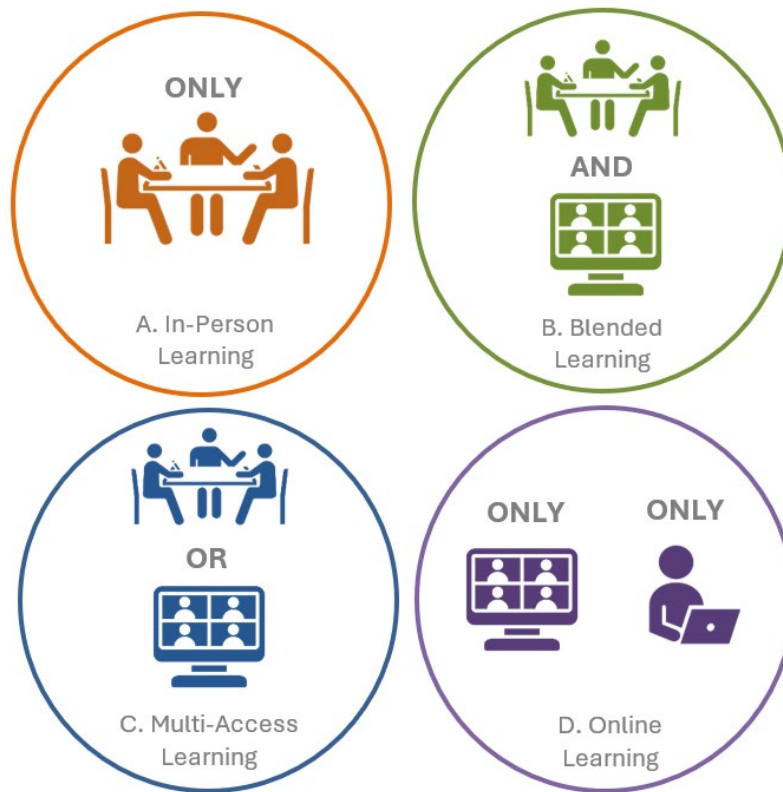 ONLY
A. In-Person
Learning
AND
B. Blended
Learning
OR
C. Multi-Access
Learning
ONLY
ONLY
D. Online
Learning